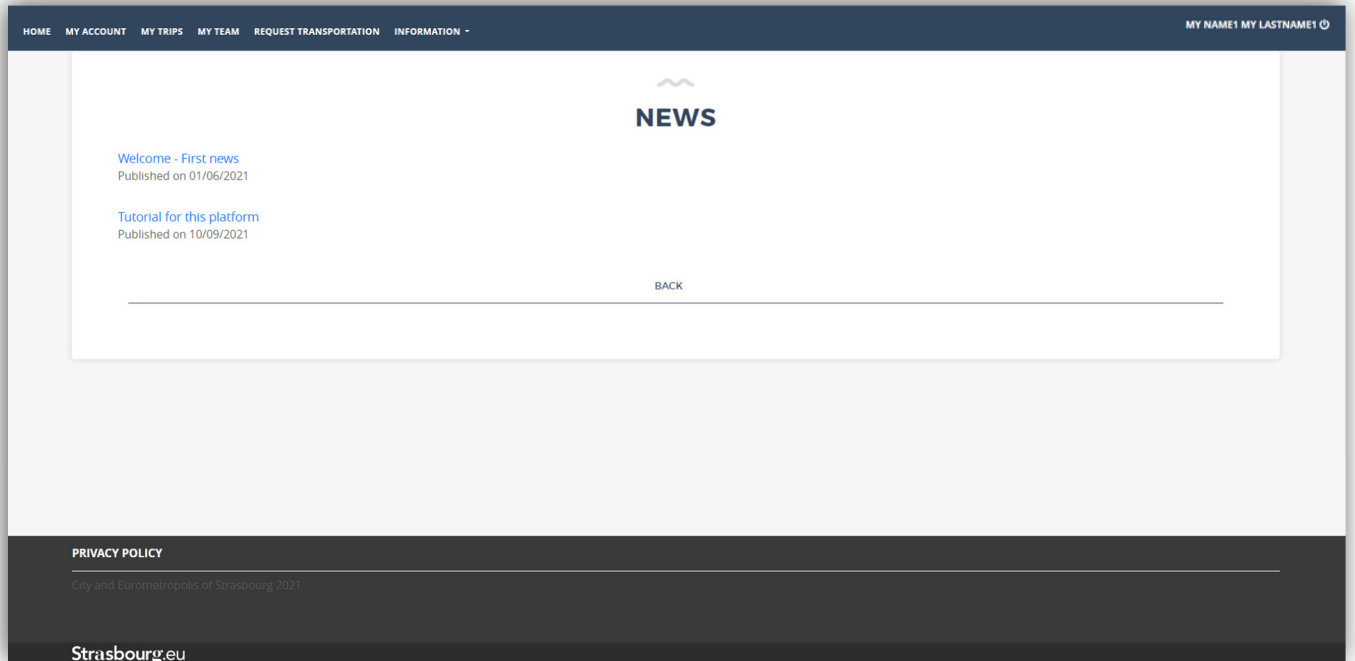 HOME MY ACCOUNT MY TRIPS MY TEAM REQUEST TRANSPORTATION INFORMATION
MY NAME1 MY LASTNAME1
NEWS
Welcome - First news
Published on 01/06/2021
Tutorial for this platform
Published on 10/09/2021
BACK
PRIVACY POLICY
City and Eurometropolis of Strasbourg 2021
Strasbourg.eu